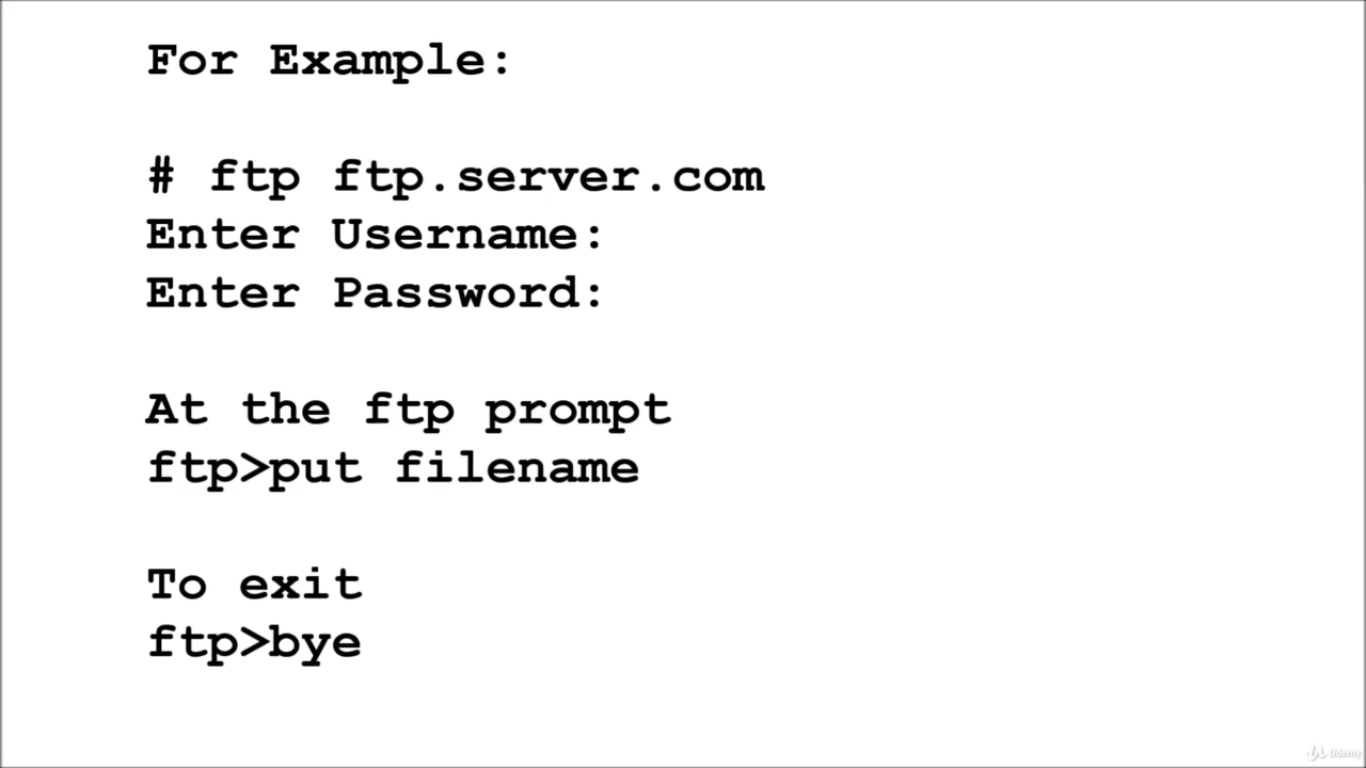 For Example:
# ftp ftp.server.com
Enter Username:
Enter Password:
At the ftp prompt
ftp>put filename
To exit
ftp>bye
Udemy